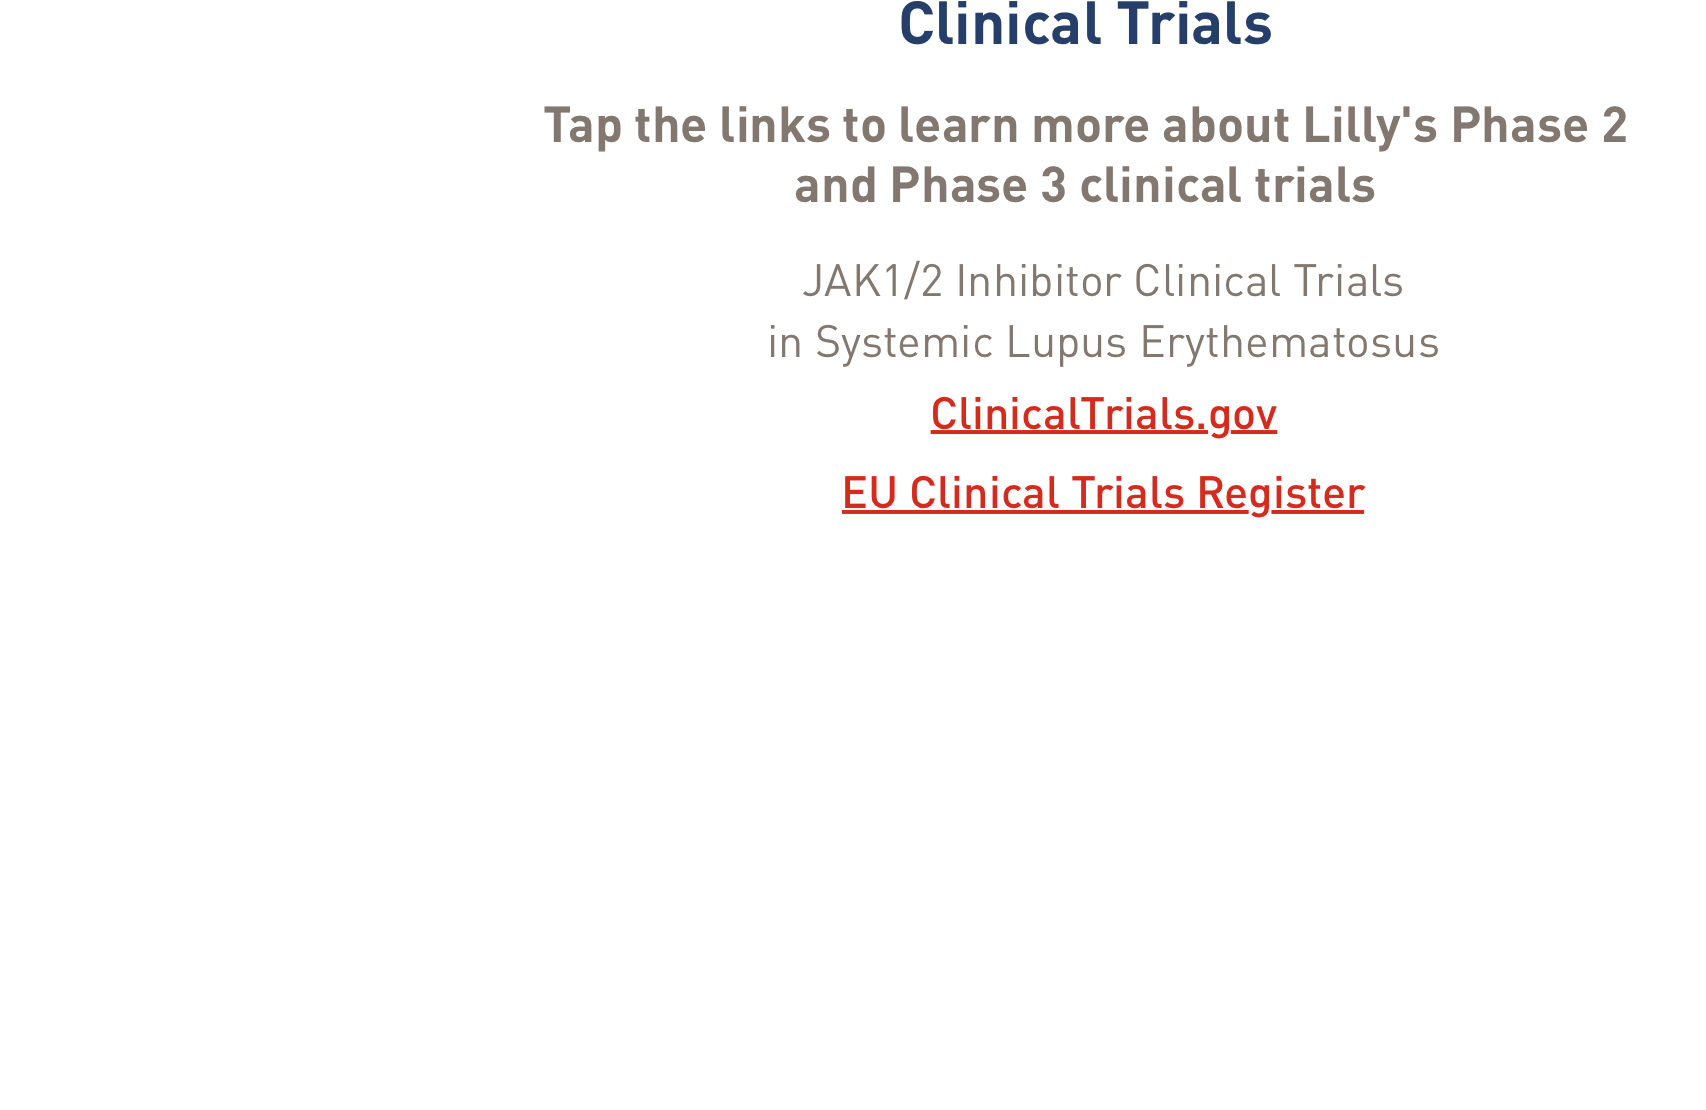 Clinical Trials
Tap the links to learn more about Lilly's Phase 2
and Phase 3 clinical trials
JAK1/2 Inhibitor Clinical Trials
in Systemic Lupus Erythematosus
ClinicalTrials.gov
EU Clinical Trials Register